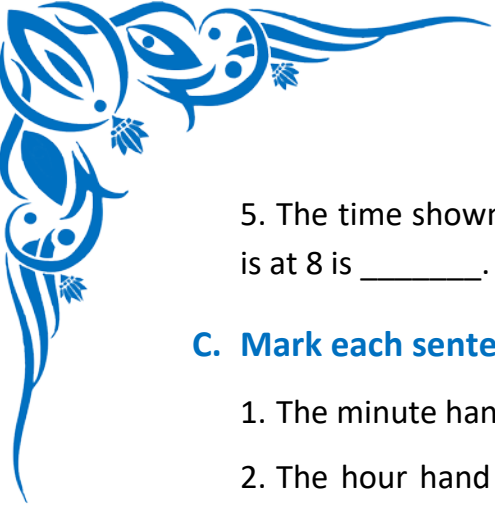 5. The time shown
is at 8 is _______.
C. Mark each sente
1. The minute han
2. The hour hand